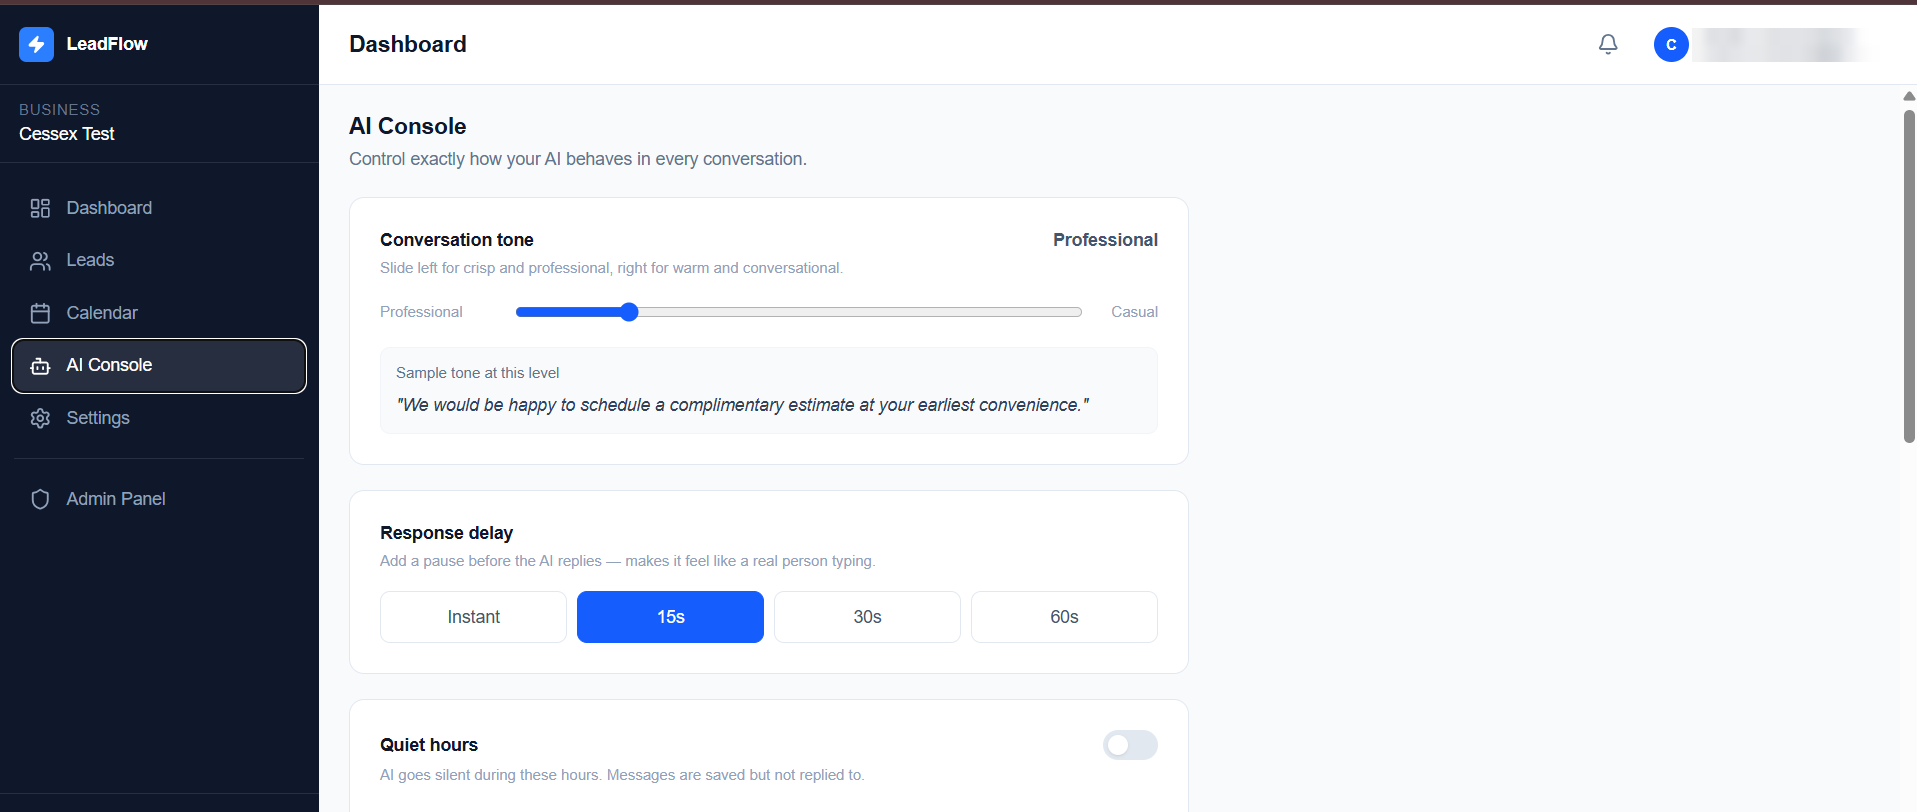 LeadFlow
BUSINESS
Cessex Test
Dashboard
Leads
Calendar
AI Console
Settings
Admin Panel
Dashboard
C
AI Console
Control exactly how your AI behaves in every conversation.
Conversation tone
Professional
Slide left for crisp and professional, right for warm and conversational.
Professional
Casual
Sample tone at this level
"We would be happy to schedule a complimentary estimate at your earliest convenience."
Response delay
Add a pause before the AI replies — makes it feel like a real person typing.
Instant
15s
30s
60s
Quiet hours
AI goes silent during these hours. Messages are saved but not replied to.